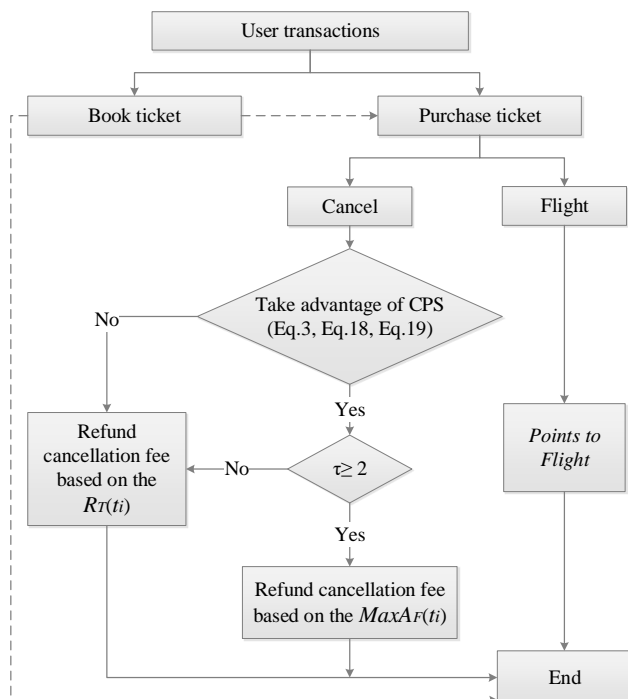 User transactions
Book ticket
Purchase ticket
Cancel
Flight
Take advantage of CPS
(Eq.3, Eq.18, Eq.19)
No
Yes
Refund
cancellation fee
based on the
RT(ti)
No
τ≥ 2
Points to
Flight
Yes
Refund cancellation fee
based on the MaxAF(ti)
End